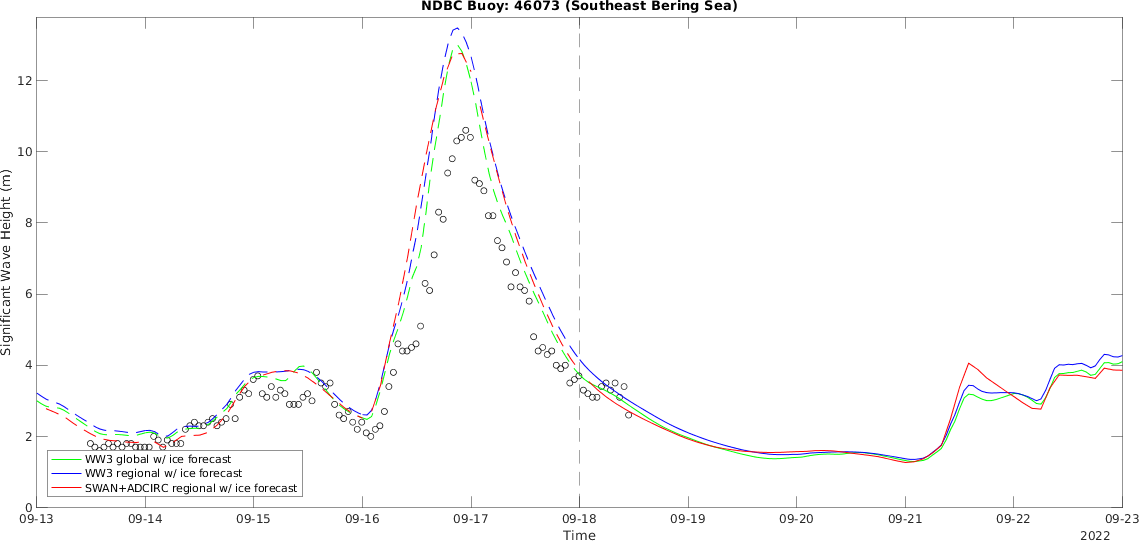 NDBC Buoy: 46073 (Southeast Bering Sea)
Significant Wave Height (m)
12
10
8
6
4
2
0
WW3 global w/ ice forecast
WW3 regional w/ ice forecast
SWAN+ADCIRC regional w/ ice forecast
09-13 09-14 09-15 09-16 09-17 09-18 09-19 09-20 09-21 09-22 09-23
Time
2022